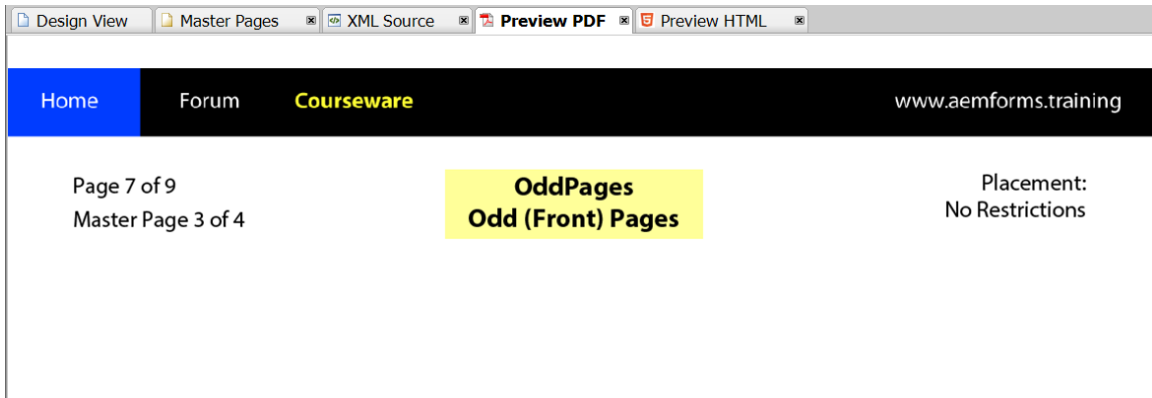 Design View Master Pages XML Source Preview PDF Preview HTML
Home Forum Courseware www.aemforms.training
Page 7 of 9
Master Page 3 of 4
OddPages
Odd (Front) Pages
Placement:
No Restrictions